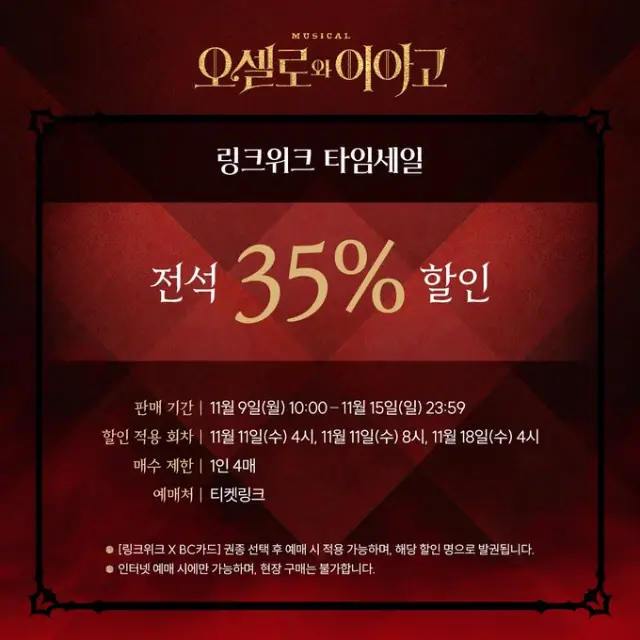 MUSICAL
오셀로와 이아고
링크위크 타임세일
전석 35% 할인
판매 기간 | 11월 9일(월) 10:00 – 11월 15일(일) 23:59
할인 적용 회차 | 11월 11일(수) 4시, 11월 11일(수) 8시, 11월 18일(수) 4시
매수 제한 | 1인 4매
예매처 | 티켓링크
● [링크위크 X BC카드] 권종 선택 후 예매 시 적용 가능하며, 해당 할인 명으로 발권됩니다.
● 인터넷 예매 시에만 가능하며, 현장 구매는 불가합니다.